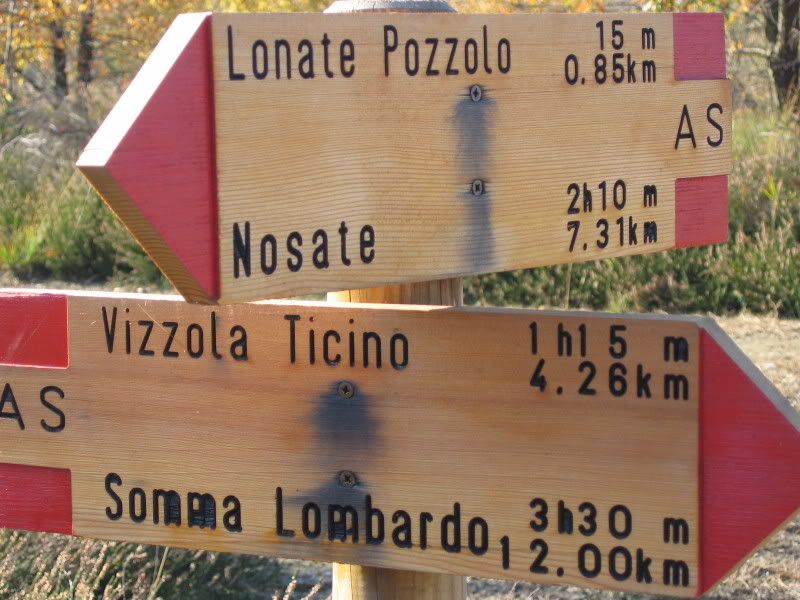 Lonate Pozzolo 15 m
0.85km
AS
Nosate 2h10 m
7.31km
Vizzola Ticino 1h15 m
4.26km
AS
Somma Lombardo 3h30 m
12.00km